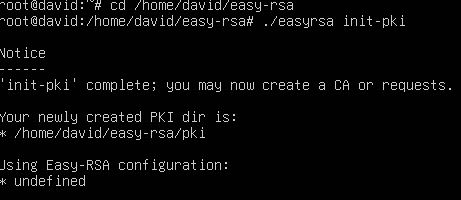 root@david:~# cd /home/david/easy-rsa
root@david:/home/david/easy-rsa# ./easyrsa init-pki
Notice
------
'init-pki' complete; you may now create a CA or requests.
Your newly created PKI dir is:
* /home/david/easy-rsa/pki
Using Easy-RSA configuration:
* undefined